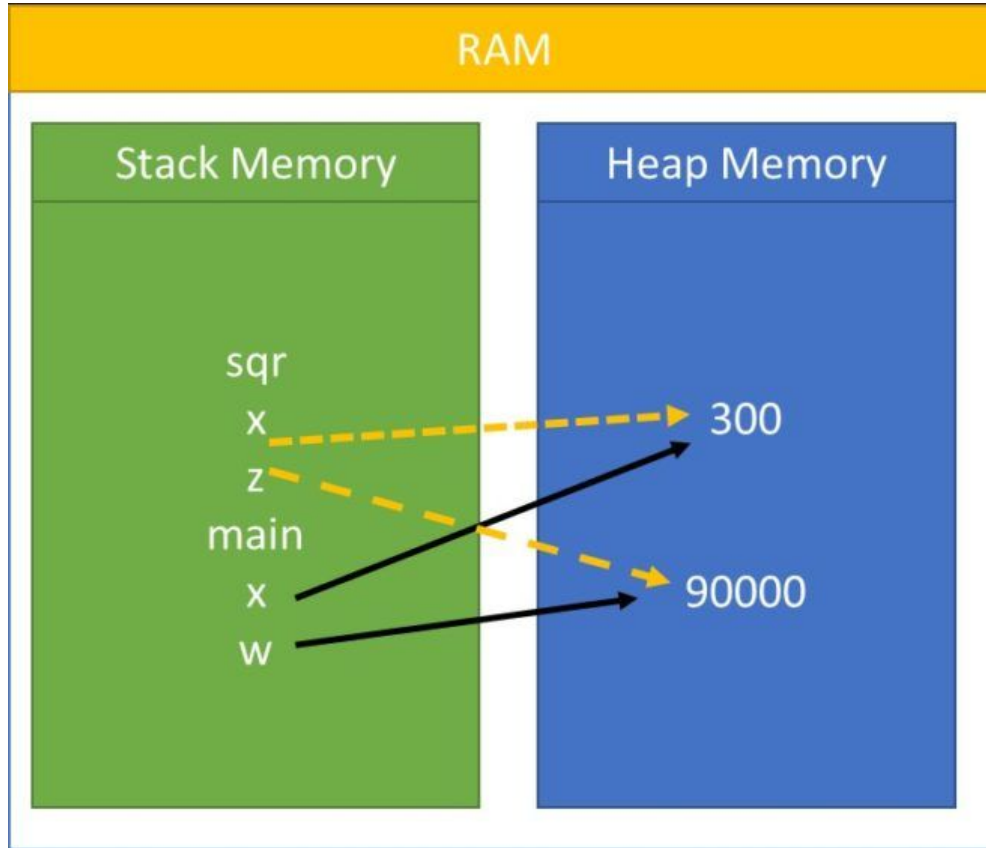 RAM
Stack Memory
Heap Memory
sqr
x
z
main
x
w
300
90000